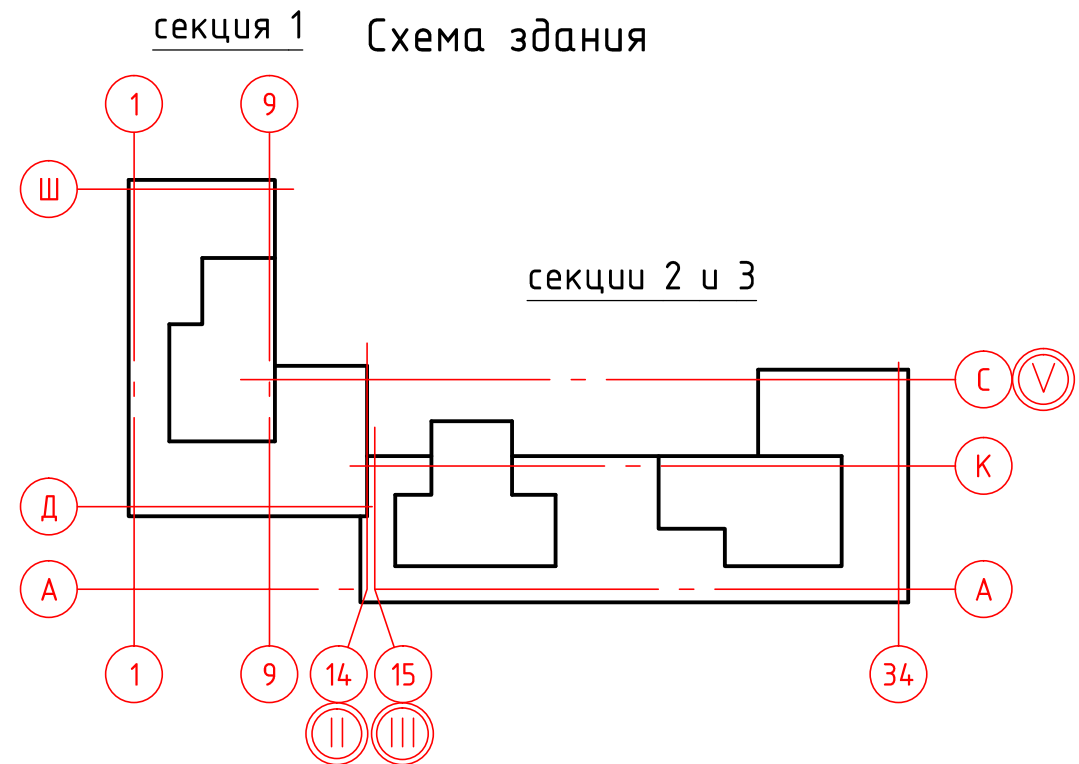 секция 1
Схема здания
1 9
Ш
секции 2 и 3
С V
К
Д
А А
1 9 14 15 34
II III